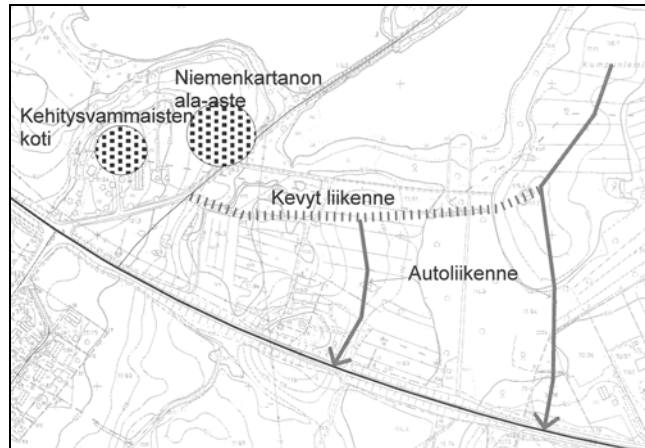 Niemenkartanon
ala-aste
Kehitysvammaisten
koti
Kevyt liikenne
Autoliikenne